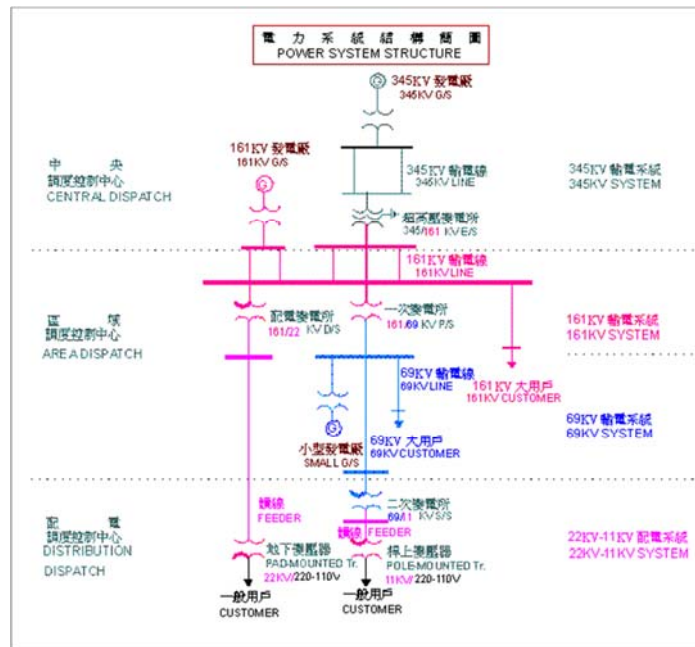 電 力 系 統 結 構 簡 圖
POWER SYSTEM STRUCTURE
345KV 發電廠
345KV G/S
161KV 發電廠
161KV G/S
G
G
中 央
調度控制中心
CENTRAL DISPATCH
345KV 輸電線
345KV LINE
345KV 輸電系統
345KV SYSTEM
超高壓變電所
345/161 KV E/S
161KV 輸電線
161KV LINE
區 域
調度控制中心
AREA DISPATCH
配電變電所
161/22 KV D/S
一次變電所
161/69 KV P/S
161KV 輸電系統
161KV SYSTEM
69KV 輸電線
69KV LINE
161KV 大用戶
161KV CUSTOMER
G
小型發電廠
SMALL G/S
69KV 大用戶
69KV CUSTOMER
69KV 輸電系統
69KV SYSTEM
配 電
調度控制中心
DISTRIBUTION
DISPATCH
饋線
FEEDER
二次變電所
69/11 KV S/S
饋線 FEEDER
22KV-11KV 配電系統
22KV-11KV SYSTEM
地下變壓器
PAD-MOUNTED Tr.
22KV/220-110V
桿上變壓器
POLE-MOUNTED Tr.
11KV/220-110V
一般用戶
CUSTOMER
一般用戶
CUSTOMER